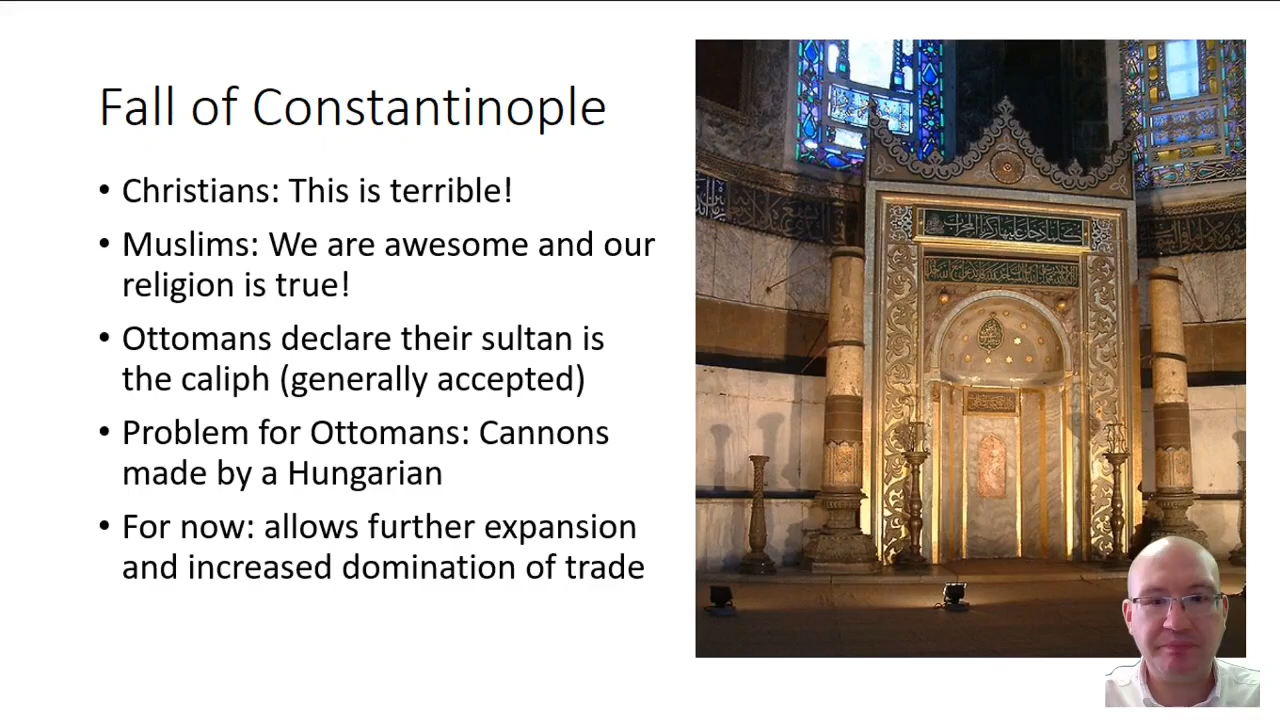 Fall of Constantinople
• Christians: This is terrible!
• Muslims: We are awesome and our
religion is true!
• Ottomans declare their sultan is
the caliph (generally accepted)
• Problem for Ottomans: Cannons
made by a Hungarian
• For now: allows further expansion
and increased domination of trade